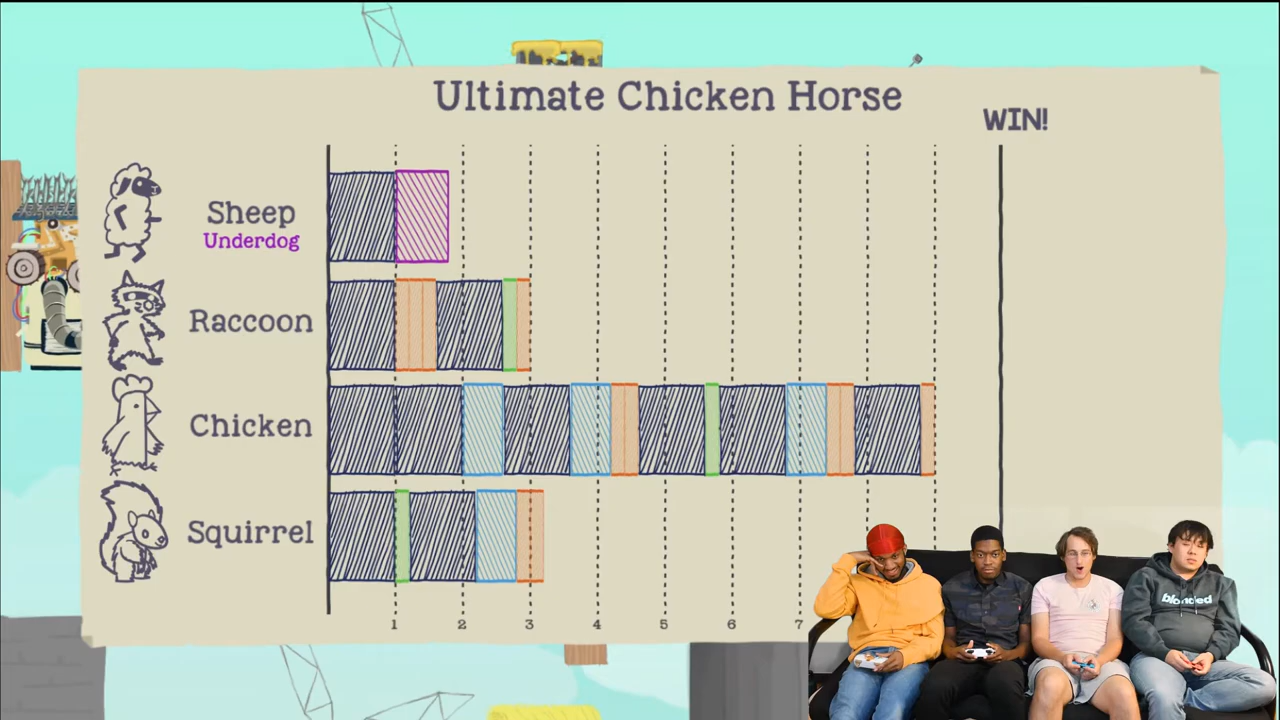 Ultimate Chicken Horse
WIN!
Sheep
Underdog
Raccoon
Chicken
Squirrel
1 2 3 4 5 6 7
blonded